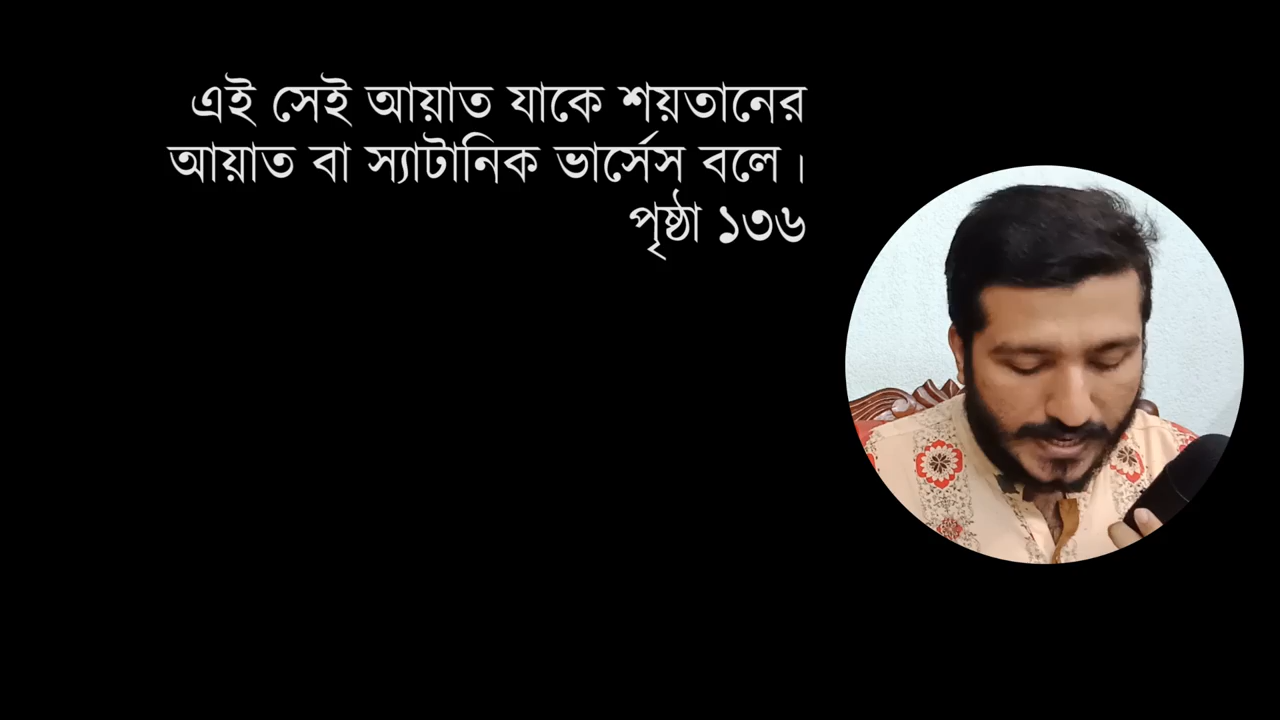 এই সেই আয়াত যাকে শয়তানের
আয়াত বা স্যাটানিক ভার্সেস বলে।
পৃষ্ঠা ১৩৬